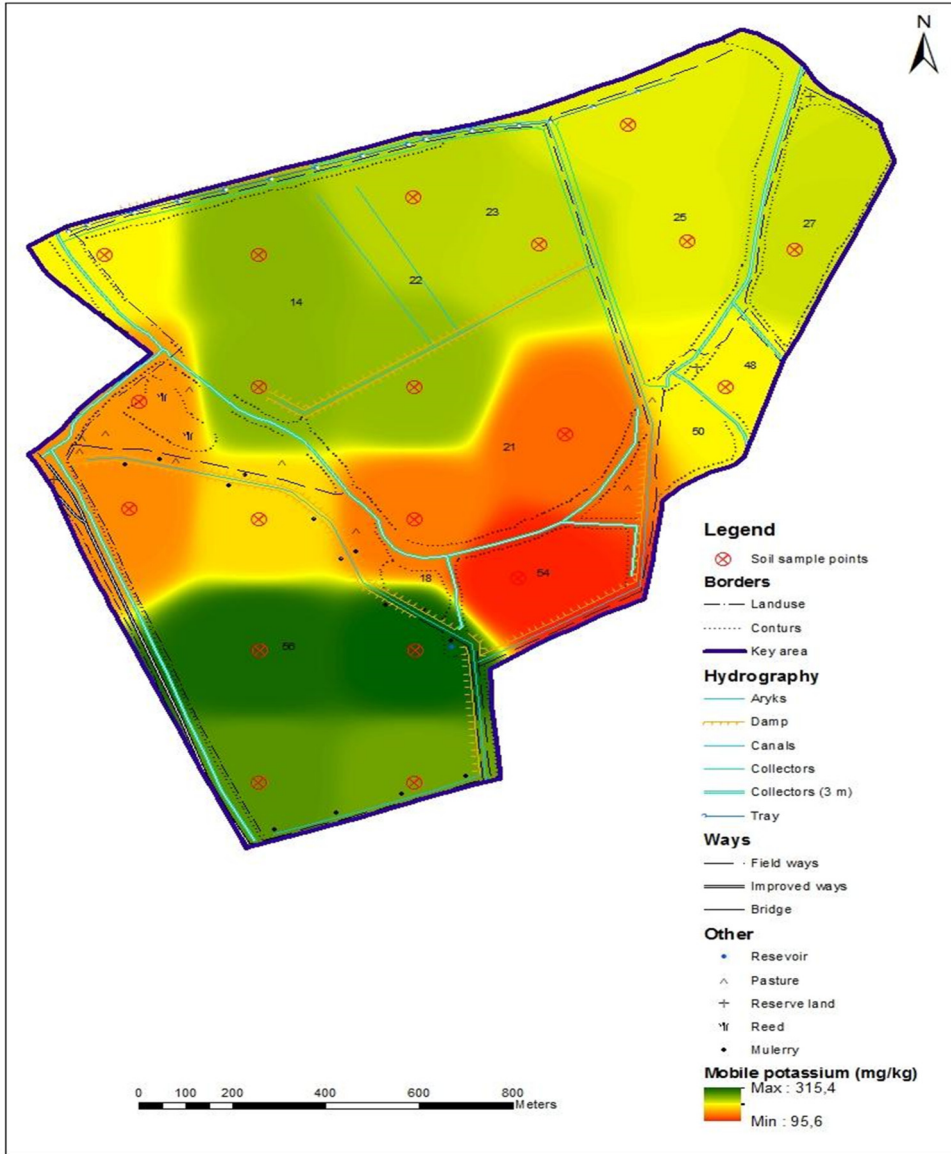 N
23
25
27
22
14
48
50
21
54
18
56
Legend
Soil sample points
Borders
Landuse
Conturs
Key area
Hydrography
Aryks
Damp
Canals
Collectors
Collectors (3 m)
Tray
Ways
Field ways
Improved ways
Bridge
Other
Resevoir
Pasture
Reserve land
Reed
Mulerry
Mobile potassium (mg/kg)
Max : 315,4
Min : 95,6
0 100 200 400 600 800
Meters